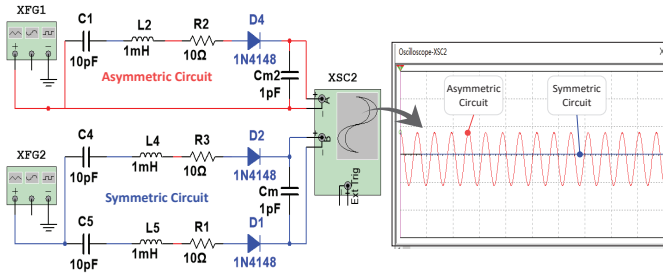 XFG1
C1
10pF
L2
1mH
R2
10Ω
D4
1N4148
Asymmetric Circuit
Cm2
1pF
XSC2
A
B
Ext Trig
XFG2
C4
10pF
L4
1mH
R3
10Ω
D2
1N4148
Symmetric Circuit
Cm
1pF
C5
10pF
L5
1mH
R1
10Ω
D1
1N4148
Oscilloscope-XSC2
X
Asymmetric
Circuit
Symmetric
Circuit